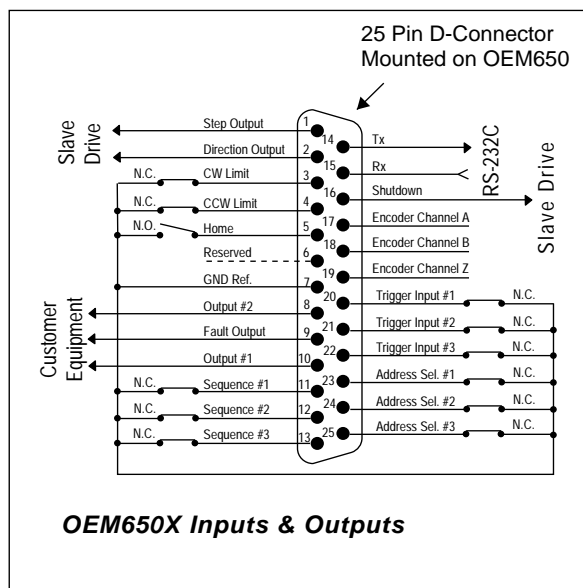 25 Pin D-Connector
Mounted on OEM650
Slave Drive
Step Output 1
Direction Output 2
N.C. CW Limit 3
N.C. CCW Limit 4
N.O. Home 5
Reserved 6
GND Ref. 7
Customer Equipment
Output #2 8
Fault Output 9
Output #1 10
N.C. Sequence #1 11
N.C. Sequence #2 12
N.C. Sequence #3 13
14 Tx
15 Rx
RS-232C
16 Shutdown
Slave Drive
17 Encoder Channel A
18 Encoder Channel B
19 Encoder Channel Z
20 Trigger Input #1 N.C.
21 Trigger Input #2 N.C.
22 Trigger Input #3 N.C.
23 Address Sel. #1 N.C.
24 Address Sel. #2 N.C.
25 Address Sel. #3 N.C.
OEM650X Inputs & Outputs